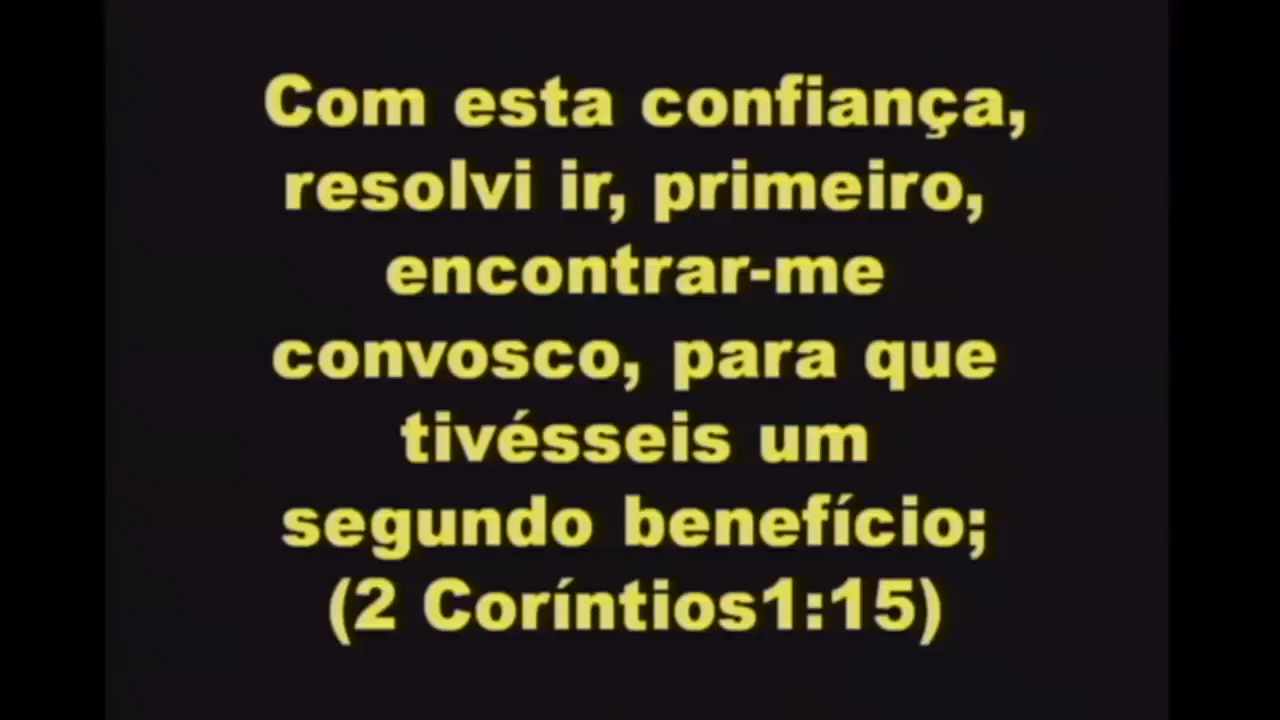 Com esta confiança,
resolvi ir, primeiro,
encontrar-me
convosco, para que
tivésseis um
segundo benefício;
(2 Coríntios1:15)